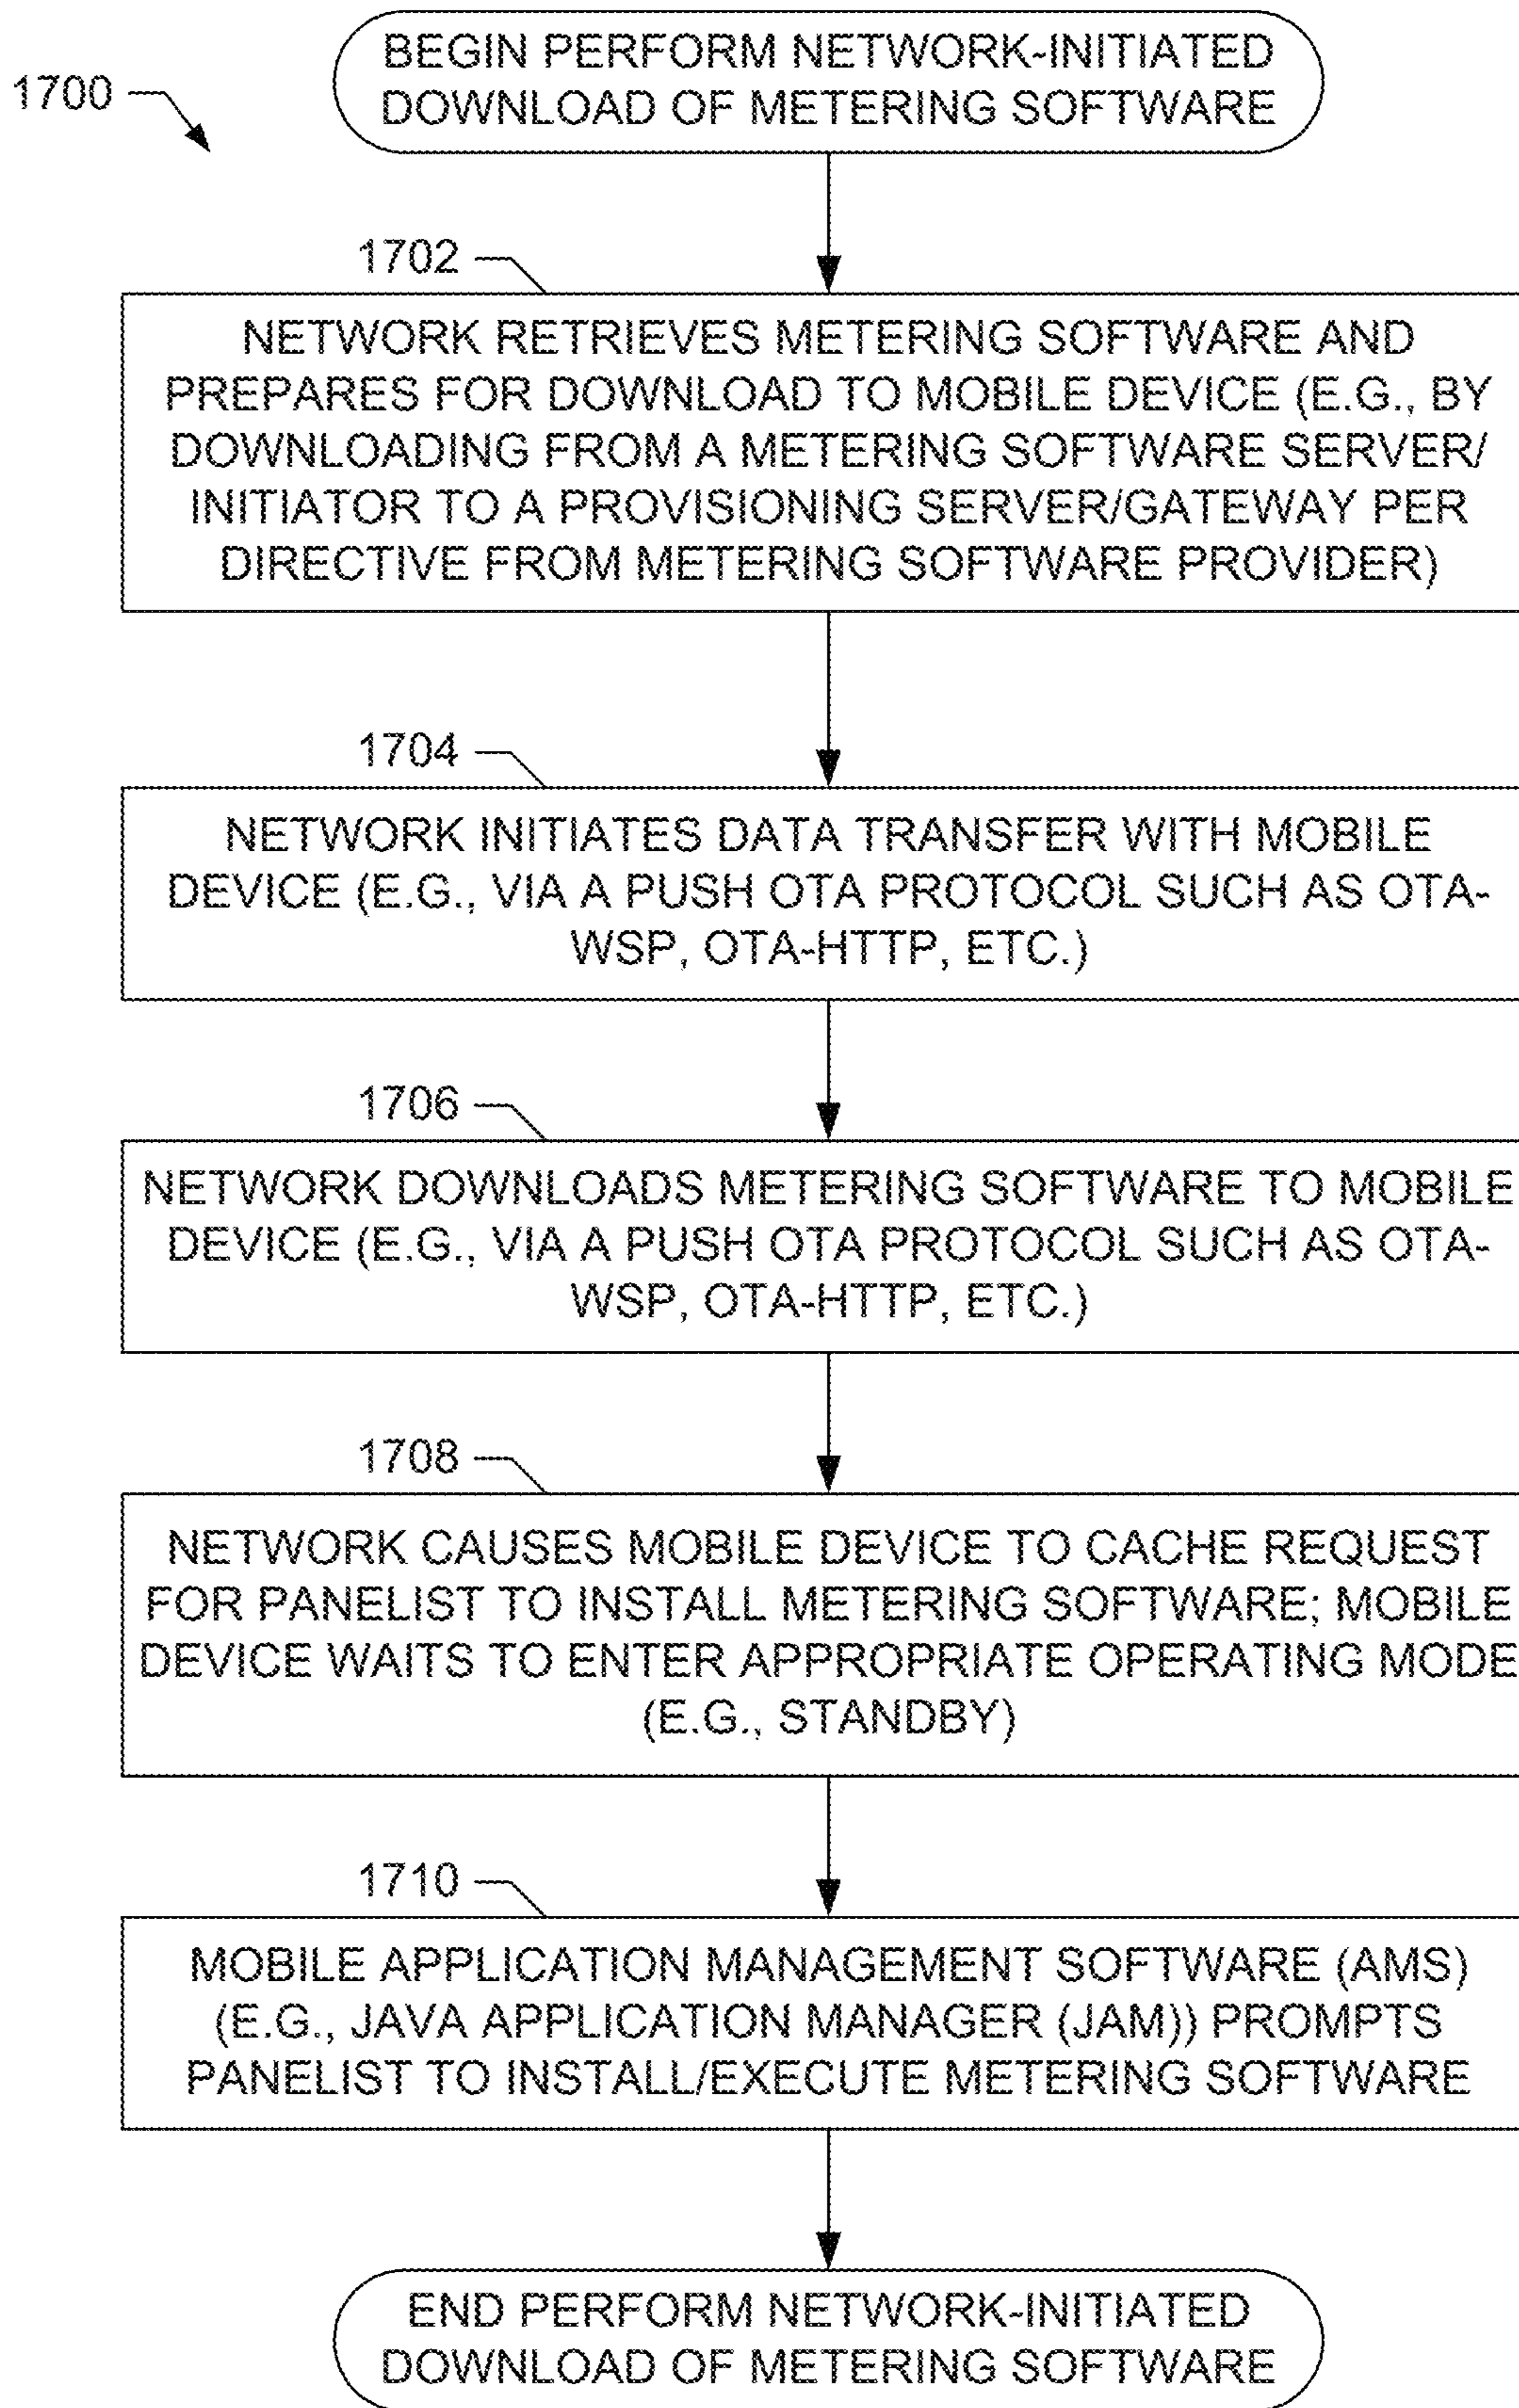 BEGIN PERFORM NETWORK-INITIATED
DOWNLOAD OF METERING SOFTWARE
1700
1702
NETWORK RETRIEVES METERING SOFTWARE AND
PREPARES FOR DOWNLOAD TO MOBILE DEVICE (E.G., BY
DOWNLOADING FROM A METERING SOFTWARE SERVER/
INITIATOR TO A PROVISIONING SERVER/GATEWAY PER
DIRECTIVE FROM METERING SOFTWARE PROVIDER)
1704
NETWORK INITIATES DATA TRANSFER WITH MOBILE
DEVICE (E.G., VIA A PUSH OTA PROTOCOL SUCH AS OTA-
WSP, OTA-HTTP, ETC.)
1706
NETWORK DOWNLOADS METERING SOFTWARE TO MOBILE
DEVICE (E.G., VIA A PUSH OTA PROTOCOL SUCH AS OTA-
WSP, OTA-HTTP, ETC.)
1708
NETWORK CAUSES MOBILE DEVICE TO CACHE REQUEST
FOR PANELIST TO INSTALL METERING SOFTWARE; MOBILE
DEVICE WAITS TO ENTER APPROPRIATE OPERATING MODE
(E.G., STANDBY)
1710
MOBILE APPLICATION MANAGEMENT SOFTWARE (AMS)
(E.G., JAVA APPLICATION MANAGER (JAM)) PROMPTS
PANELIST TO INSTALL/EXECUTE METERING SOFTWARE
END PERFORM NETWORK-INITIATED
DOWNLOAD OF METERING SOFTWARE